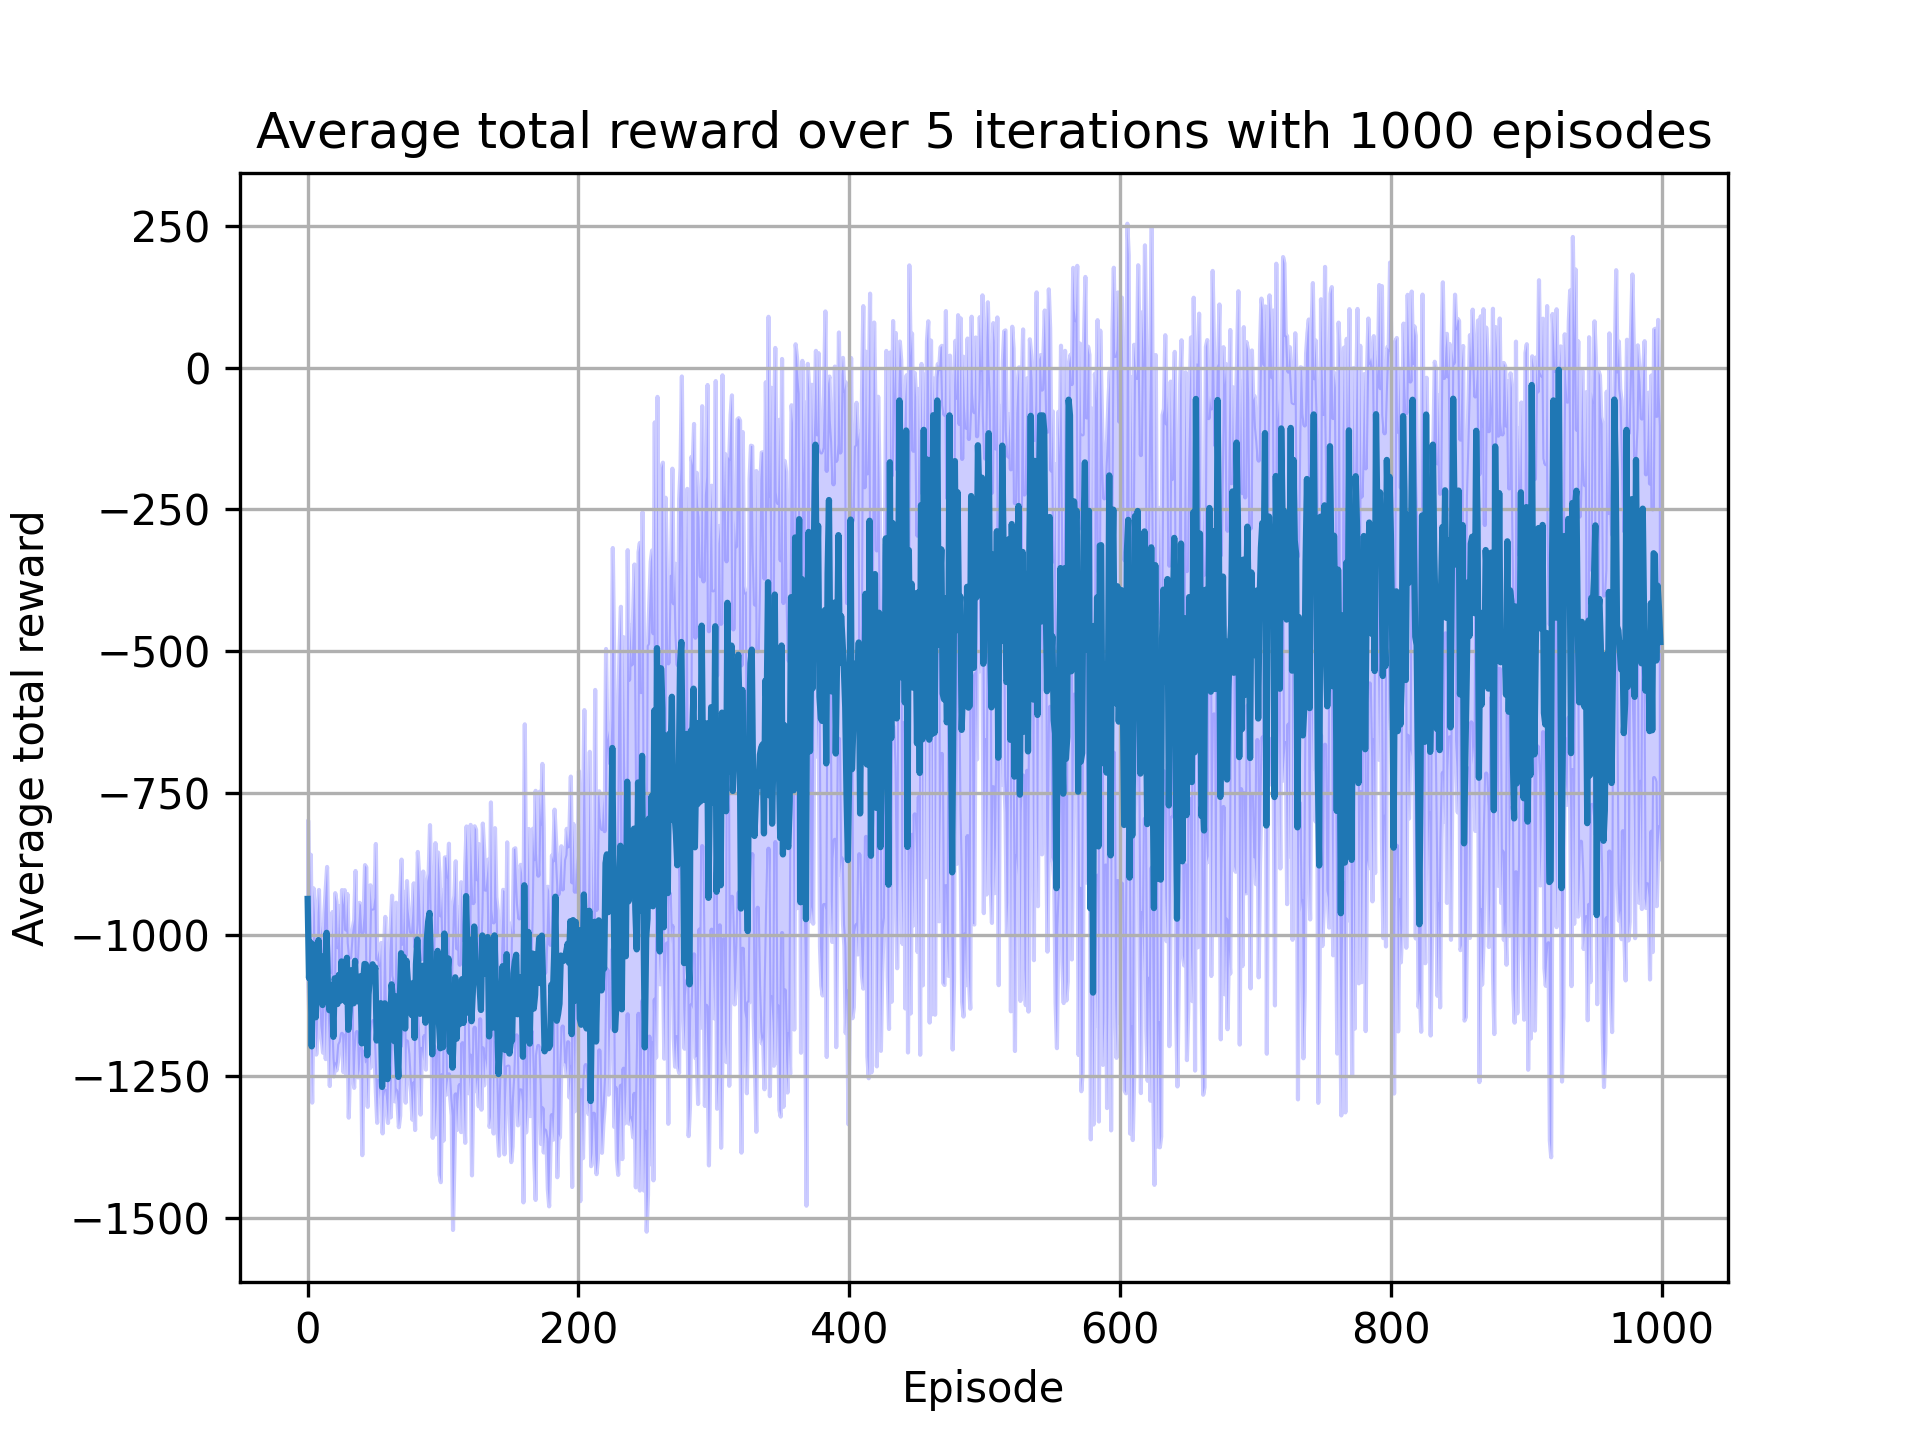 Average total reward over 5 iterations with 1000 episodes
250
0
−250
−500
−750
−1000
−1250
−1500
Average total reward
0 200 400 600 800 1000
Episode